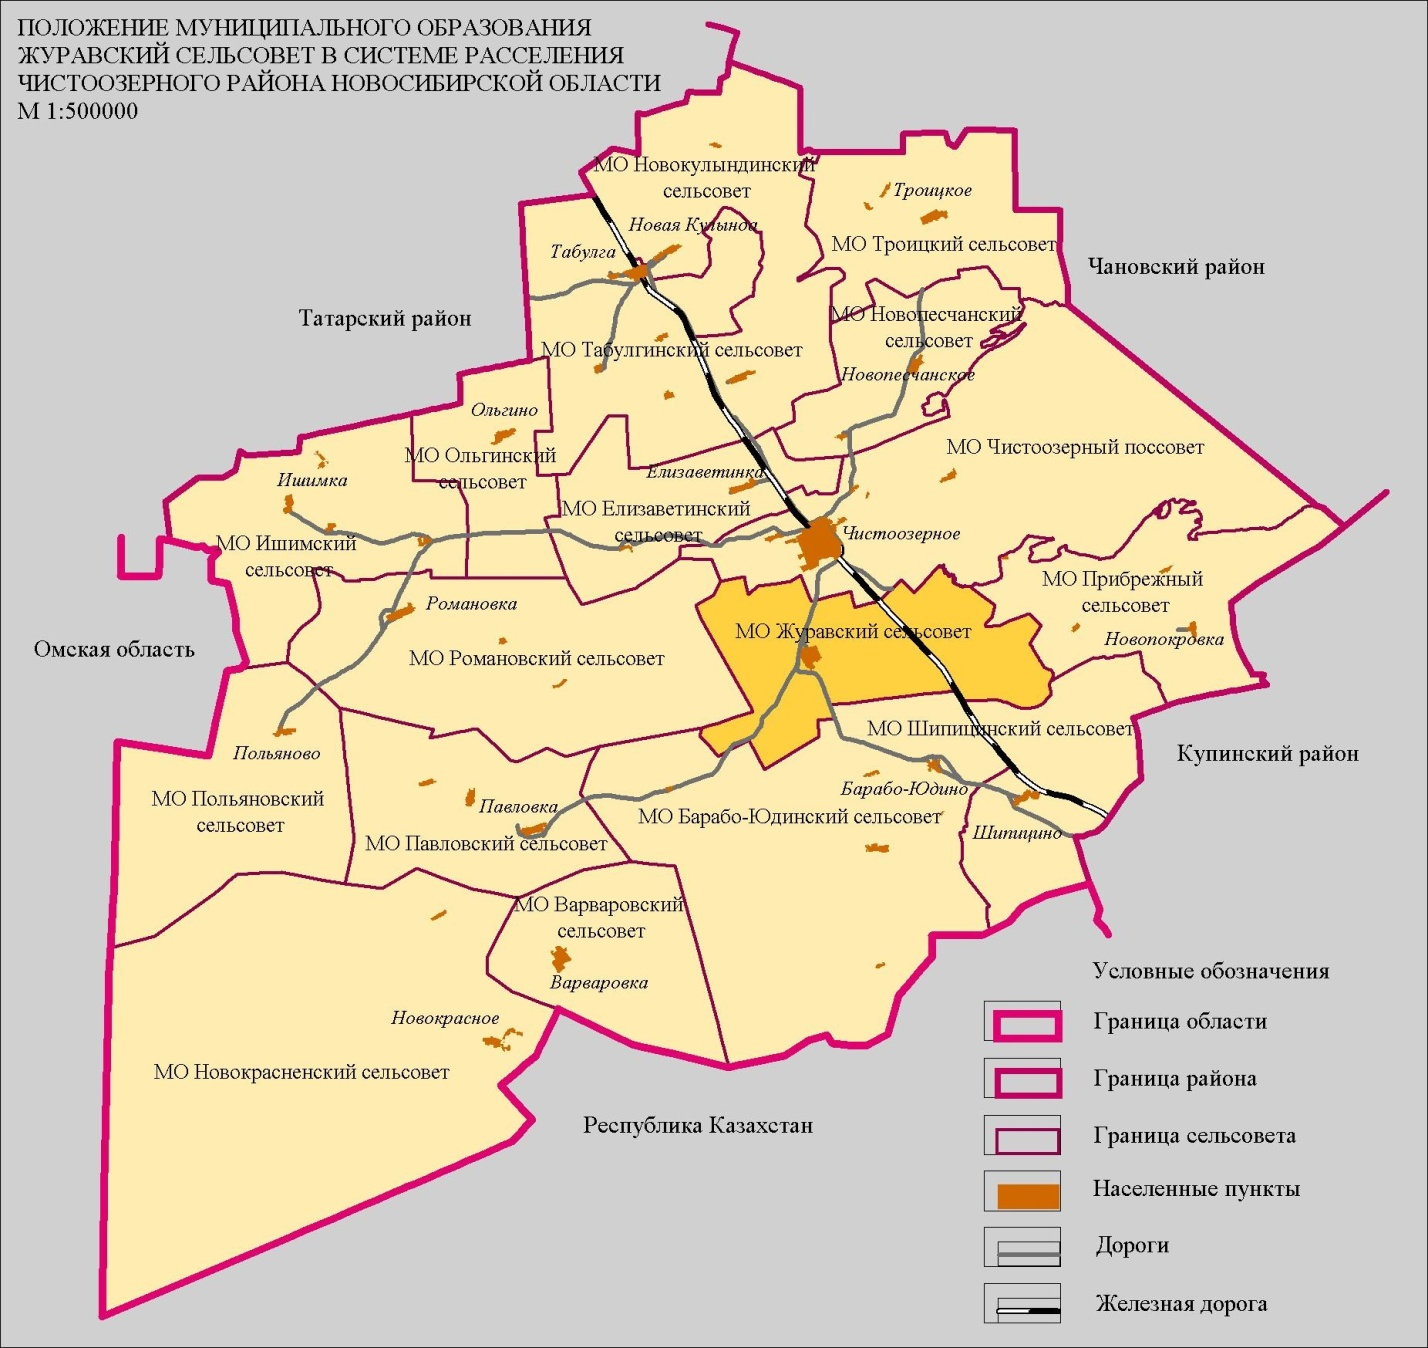 ПОЛОЖЕНИЕ МУНИЦИПАЛЬНОГО ОБРАЗОВАНИЯ
ЖУРАВСКИЙ СЕЛЬСОВЕТ В СИСТЕМЕ РАССЕЛЕНИЯ
ЧИСТООЗЕРНОГО РАЙОНА НОВОСИБИРСКОЙ ОБЛАСТИ
М 1:500000
МО Новокулындинский
сельсовет
Троицкое
Новая Кулында
МО Троицкий сельсовет
Табулга
Чановский район
Татарский район
МО Новопесчанский
сельсовет
МО Табулгинский сельсовет
Новопесчанское
Ольгино
МО Чистоозерный поссовет
МО Ольгинский
сельсовет
Елизаветинка
Ишимка
МО Елизаветинский
сельсовет
Чистоозерное
МО Ишимский
сельсовет
МО Прибрежный
сельсовет
Романовка
МО Журавский сельсовет
Новопокровка
Омская область
МО Романовский сельсовет
МО Шипицинский сельсовет
Польяново
Купинский район
Барабо-Юдино
МО Польяновский
сельсовет
Павловка
МО Барабо-Юдинский сельсовет
Шипицино
МО Павловский сельсовет
МО Варваровский
сельсовет
Варваровка
Новокрасное
МО Новокрасненский сельсовет
Республика Казахстан
Условные обозначения
Граница области
Граница района
Граница сельсовета
Населенные пункты
Дороги
Железная дорога